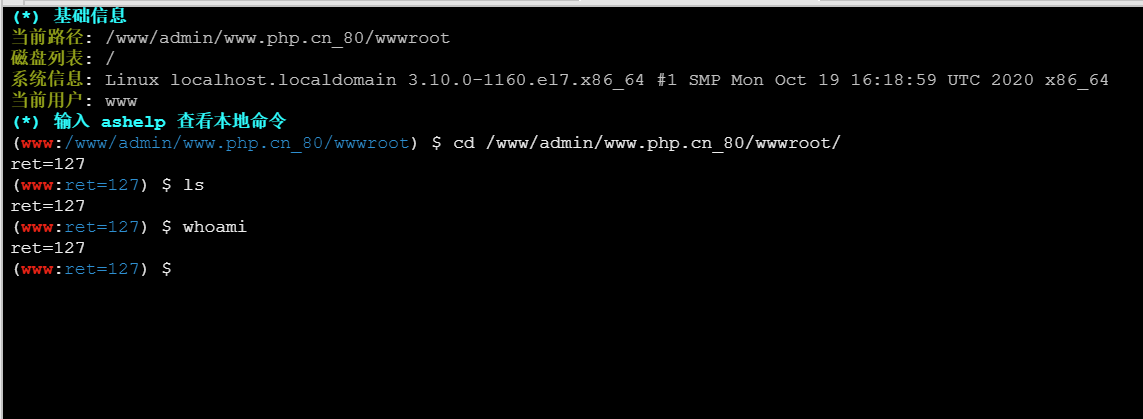 (*) 基础信息
当前路径: /www/admin/www.php.cn_80/wwwroot
磁盘列表: /
系统信息: Linux localhost.localdomain 3.10.0-1160.el7.x86_64 #1 SMP Mon Oct 19 16:18:59 UTC 2020 x86_64
当前用户: www
(*) 输入 ashelp 查看本地命令
(www:/www/admin/www.php.cn_80/wwwroot) $ cd /www/admin/www.php.cn_80/wwwroot/
ret=127
(www:ret=127) $ ls
ret=127
(www:ret=127) $ whoami
ret=127
(www:ret=127) $